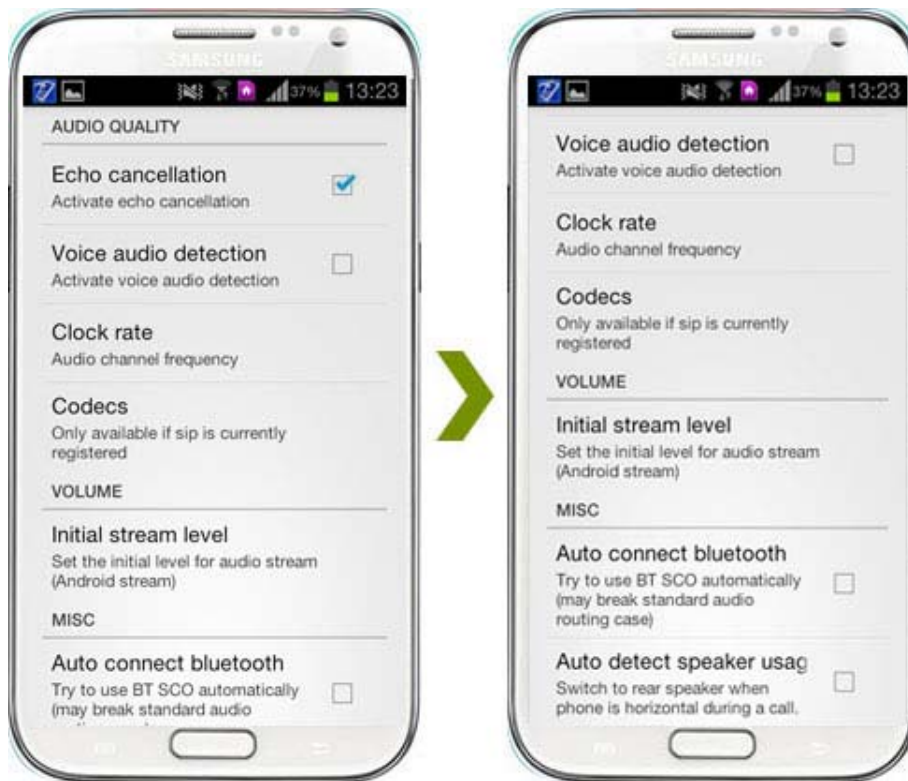 SAMSUNG
37% 13:23
AUDIO QUALITY
Echo cancellation
Activate echo cancellation
Voice audio detection
Activate voice audio detection
Clock rate
Audio channel frequency
Codecs
Only available if sip is currently
registered
VOLUME
Initial stream level
Set the initial level for audio stream
(Android stream)
MISC
Auto connect bluetooth
Try to use BT SCO automatically
(may break standard audio
SAMSUNG
37% 13:23
Voice audio detection
Activate voice audio detection
Clock rate
Audio channel frequency
Codecs
Only available if sip is currently
registered
VOLUME
Initial stream level
Set the initial level for audio stream
(Android stream)
MISC
Auto connect bluetooth
Try to use BT SCO automatically
(may break standard audio
routing case)
Auto detect speaker usag
Switch to rear speaker when
phone is horizontal during a call.